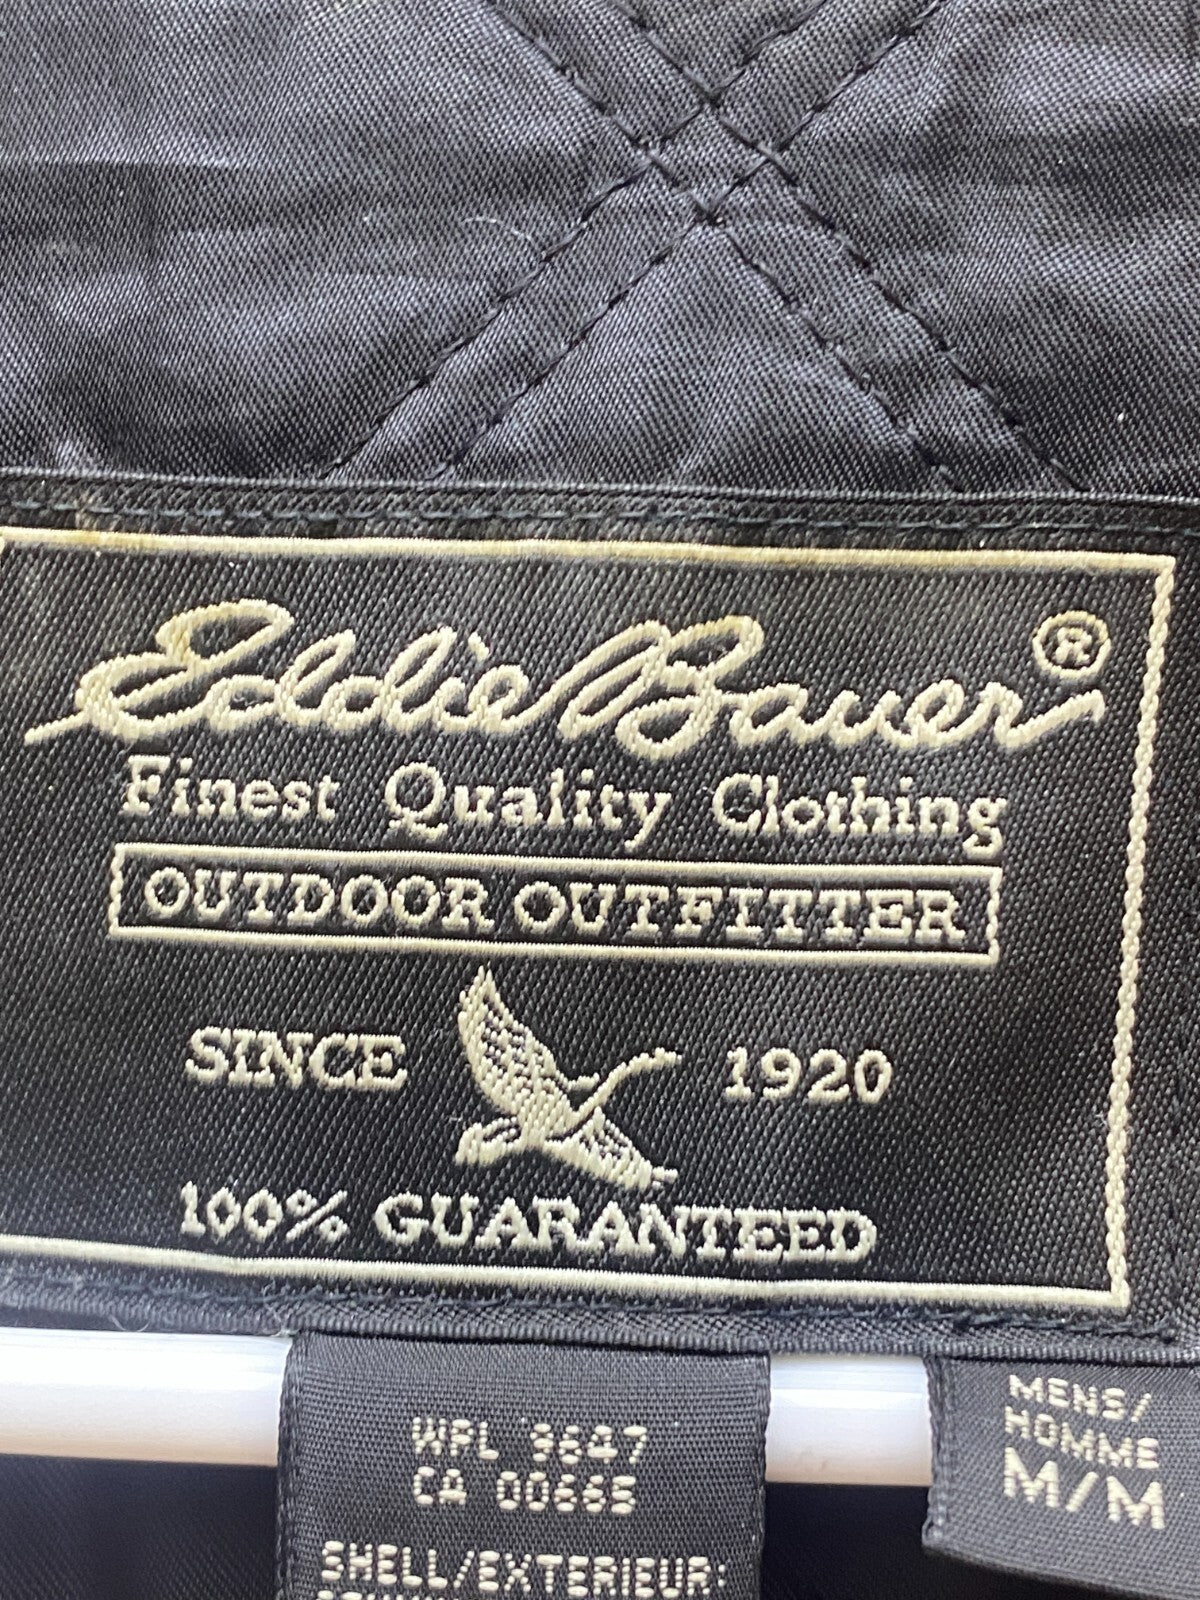 Eddie Bauer ®
Finest Quality Clothing
OUTDOOR OUTFITTER
SINCE 1920
100% GUARANTEED
WPL 9647
CA 00665
SHELL/EXTERIEUR:
MENS/
HOMME
M/M